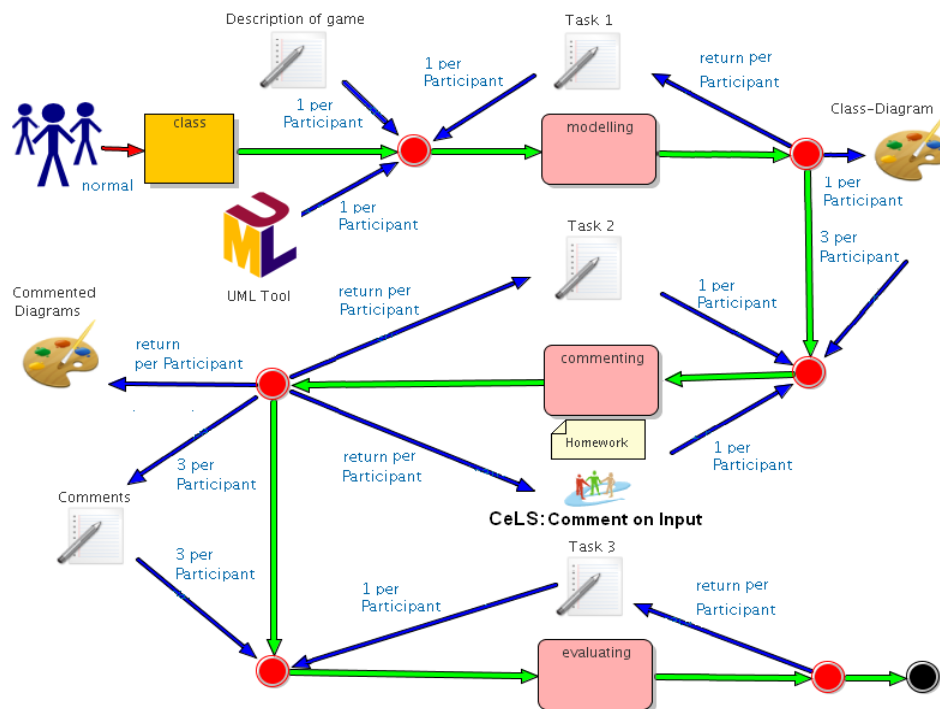 Description of game
Task 1
1 per
Participant
1 per
Participant
return per
Participant
Class-Diagram
1 per
Participant
class
modelling
normal
1 per
Participant
1 per
Participant
3 per
Participant
UML
UML Tool
Task 2
Commented
Diagrams
return per
Participant
1 per
Participant
return
per Participant
commenting
Homework
3 per
Participant
return per
Participant
1 per
Participant
Comments
CeLS: Comment on Input
3 per
Participant
Task 3
1 per
Participant
return per
Participant
evaluating